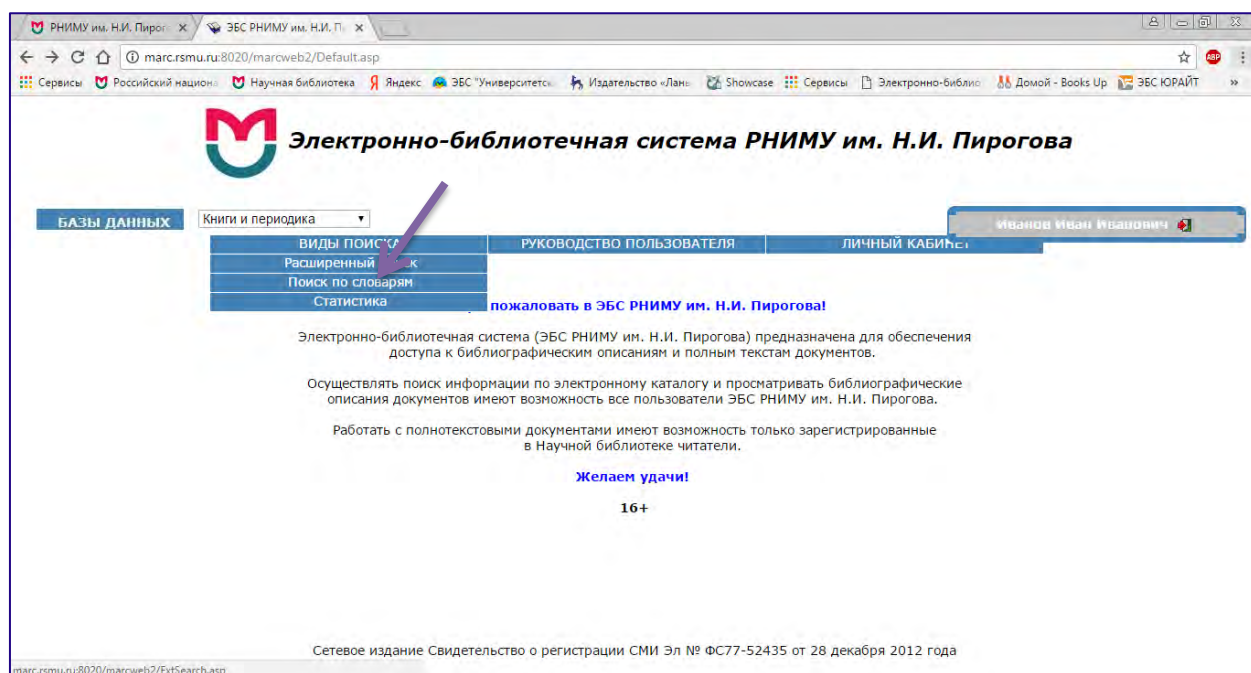 РНИМУ им. Н.И. Пирог
ЭБС РНИМУ им. Н.И. П
marc.rsmu.ru:8020/marcweb2/Default.asp
ABP
Сервисы Российский национ Научная библиотека Яндекс ЭБС "Университетск Издательство «Лан Showcase Сервисы Электронно-библио Домой - Books Up ЭБС ЮРАЙТ »
Электронно-библиотечная система РНИМУ им. Н.И. Пирогова
БАЗЫ ДАННЫХ Книги и периодика Иванов Иван Иванович
ВИДЫ ПОИСКА РУКОВОДСТВО ПОЛЬЗОВАТЕЛЯ ЛИЧНЫЙ КАБИНЕТ
Расширенный к
Поиск по словарям
Статистика
пожаловать в ЭБС РНИМУ им. Н.И. Пирогова!
Электронно-библиотечная система (ЭБС РНИМУ им. Н.И. Пирогова) предназначена для обеспечения
доступа к библиографическим описаниям и полным текстам документов.
Осуществлять поиск информации по электронному каталогу и просматривать библиографические
описания документов имеют возможность все пользователи ЭБС РНИМУ им. Н.И. Пирогова.
Работать с полнотекстовыми документами имеют возможность только зарегистрированные
в Научной библиотеке читатели.
Желаем удачи!
16+
Сетевое издание Свидетельство о регистрации СМИ Эл № ФС77-52435 от 28 декабря 2012 года
marc.rsmu.ru:8020/marcweb2/ExtSearch.asp